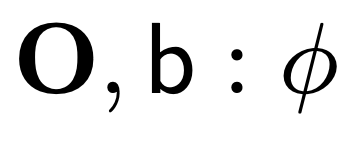 𝐎, 𝖻 : 𝜙